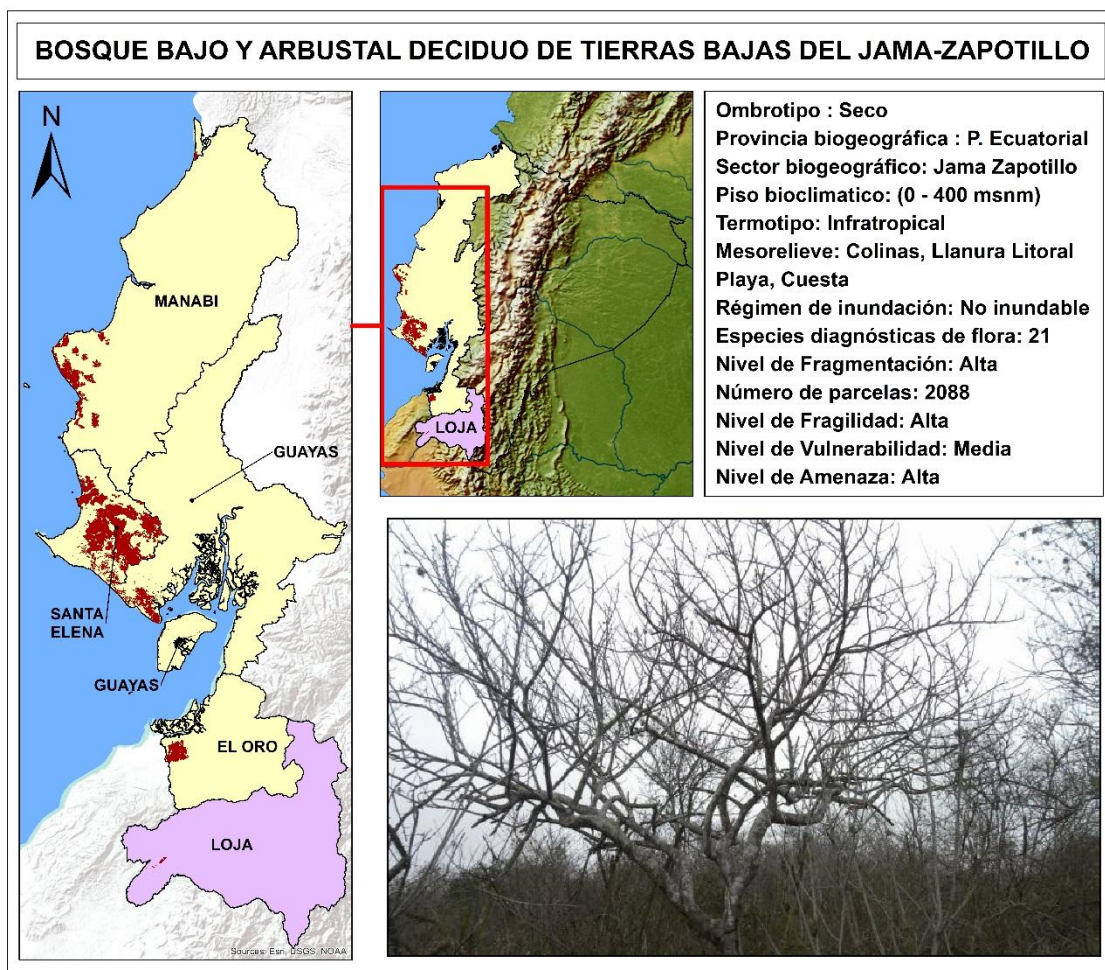 BOSQUE BAJO Y ARBUSTAL DECIDUO DE TIERRAS BAJAS DEL JAMA-ZAPOTILLO
N
MANABI
GUAYAS
SANTA
ELENA
GUAYAS
EL ORO
LOJA
Sources: Esri, USGS, NOAA
LOJA
Ombrotipo : Seco
Provincia biogeográfica : P. Ecuatorial
Sector biogeográfico: Jama Zapotillo
Piso bioclimatico: (0 - 400 msnm)
Termotipo: Infratropical
Mesorelieve: Colinas, Llanura Litoral
Playa, Cuesta
Régimen de inundación: No inundable
Especies diagnósticas de flora: 21
Nivel de Fragmentación: Alta
Número de parcelas: 2088
Nivel de Fragilidad: Alta
Nivel de Vulnerabilidad: Media
Nivel de Amenaza: Alta